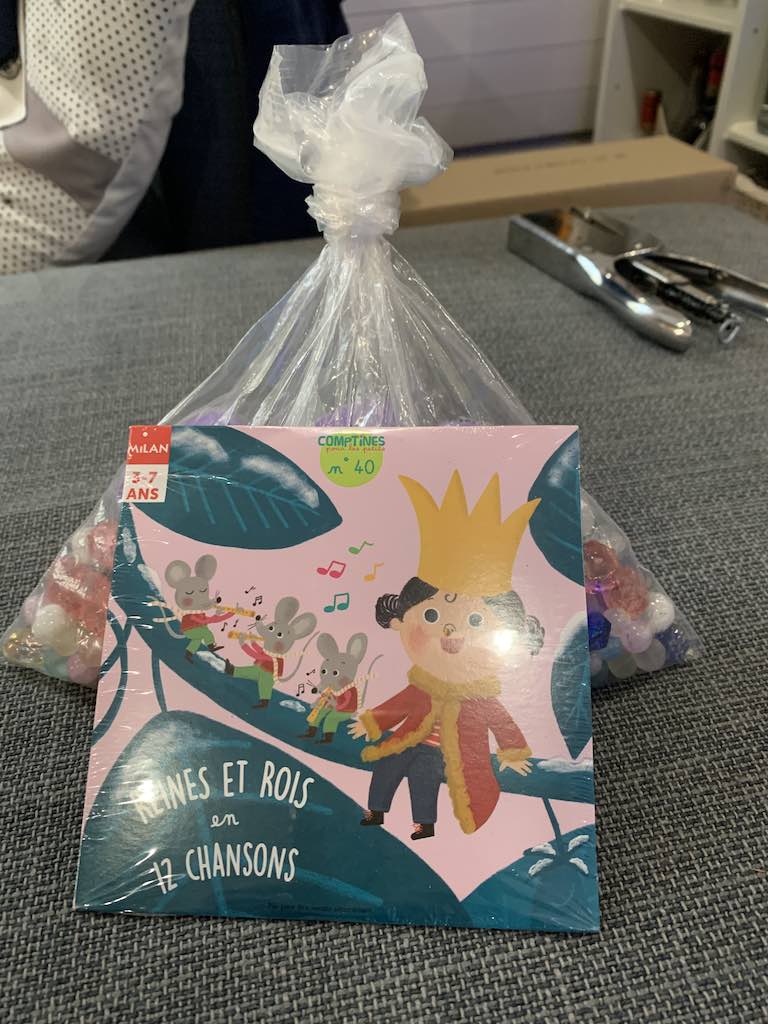 MiLAN
3-7
ANS
COMPTINES
pour les petits
n° 40
REINES ET ROIS
en
12 CHANSONS